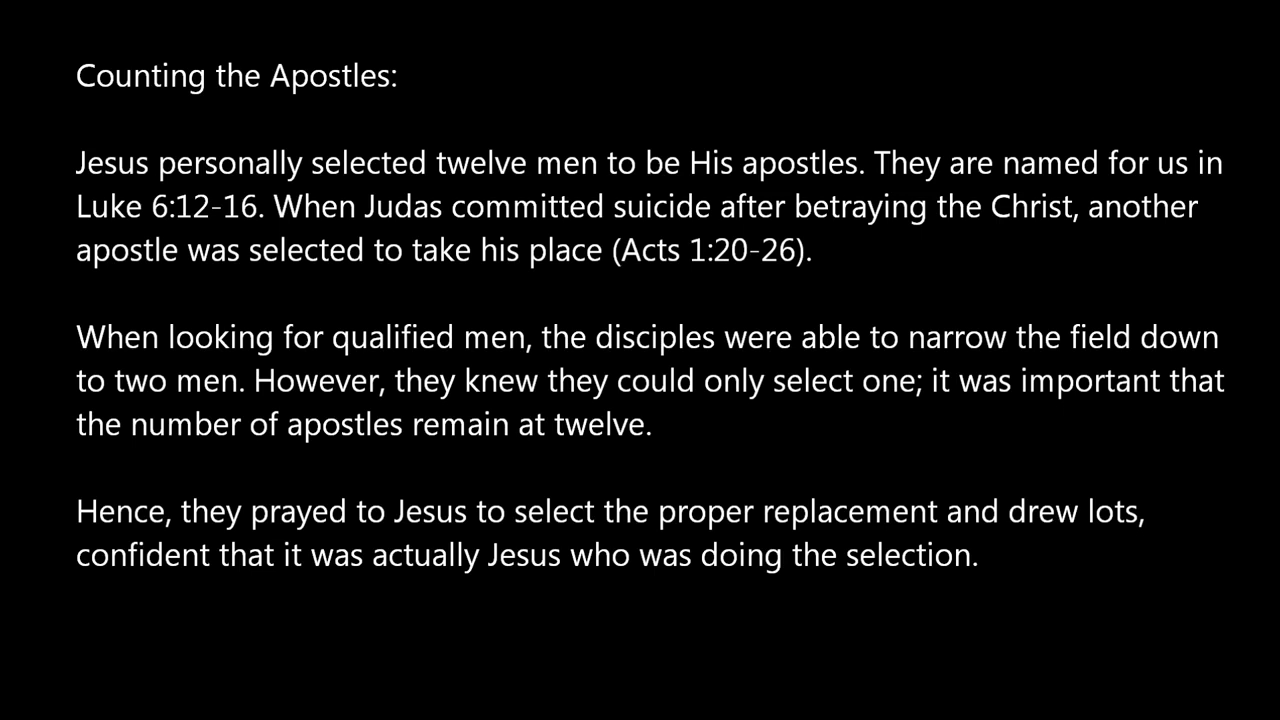 Counting the Apostles:
Jesus personally selected twelve men to be His apostles. They are named for us in
Luke 6:12-16. When Judas committed suicide after betraying the Christ, another
apostle was selected to take his place (Acts 1:20-26).
When looking for qualified men, the disciples were able to narrow the field down
to two men. However, they knew they could only select one; it was important that
the number of apostles remain at twelve.
Hence, they prayed to Jesus to select the proper replacement and drew lots,
confident that it was actually Jesus who was doing the selection.